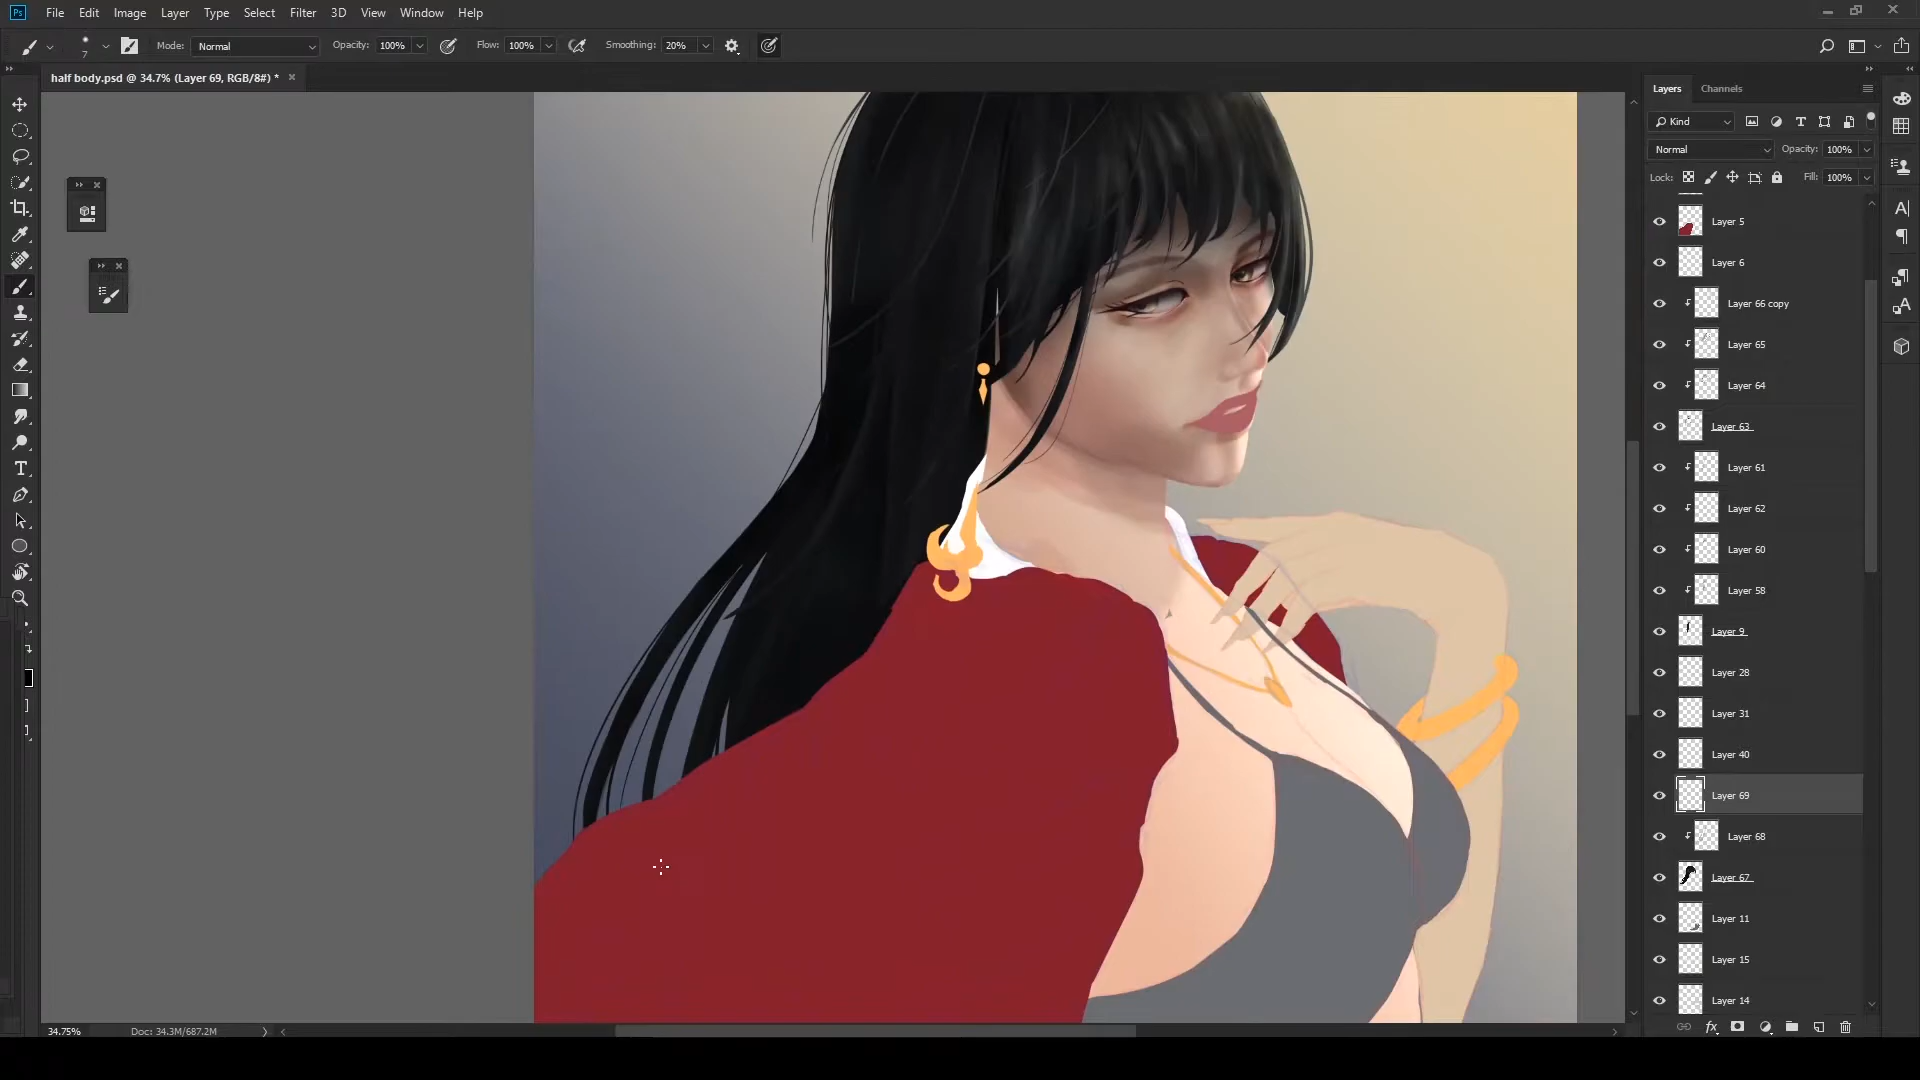 Ps File Edit Image Layer Type Select Filter 3D View Window Help
7 Mode: Normal Opacity: 100% Flow: 100% Smoothing: 20%
half body.psd @ 34.7% (Layer 69, RGB/8#) *
Layers Channels
Kind
Normal Opacity: 100%
Lock: Fill: 100%
Layer 5
Layer 6
Layer 66 copy
Layer 65
Layer 64
Layer 63
Layer 61
Layer 62
Layer 60
Layer 58
Layer 9
Layer 28
Layer 31
Layer 40
Layer 69
Layer 68
Layer 67
Layer 11
Layer 15
Layer 14
34.75% Doc: 34.3M/687.2M